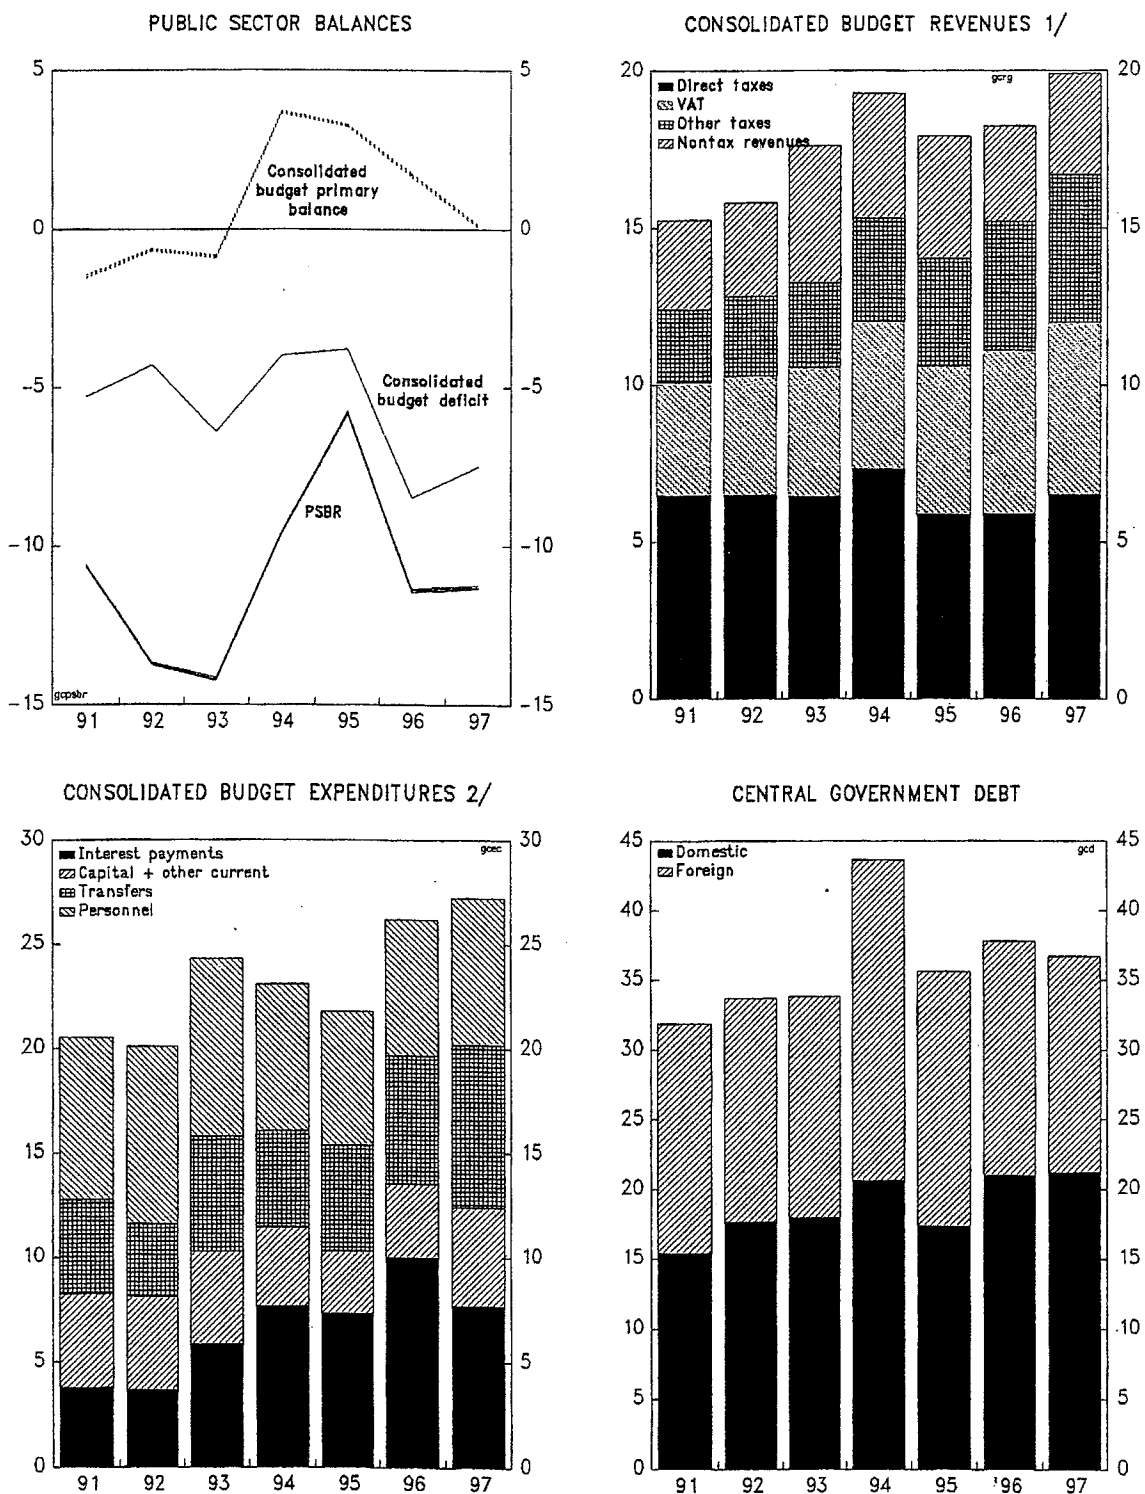 PUBLIC SECTOR BALANCES
5 5
Consolidated
budget primary
balance
0 0
-5 -5
Consolidated
budget deficit
PSBR
-10 -10
gcpsbr
-15 -15
91 92 93 94 95 96 97
CONSOLIDATED BUDGET REVENUES 1/
20 20
gcrg
Direct taxes
VAT
Other taxes
Nontax revenues
15 15
10 10
5 5
0 0
91 92 93 94 95 96 97
CONSOLIDATED BUDGET EXPENDITURES 2/
30 30
gcec
Interest payments
Capital + other current
Transfers
Personnel
25 25
20 20
15 15
10 10
5 5
0 0
91 92 93 94 95 96 97
CENTRAL GOVERNMENT DEBT
45 45
gcd
Domestic
Foreign
40 40
35 35
30 30
25 25
20 20
15 15
10 10
5 5
0 0
91 92 93 94 95 96 97